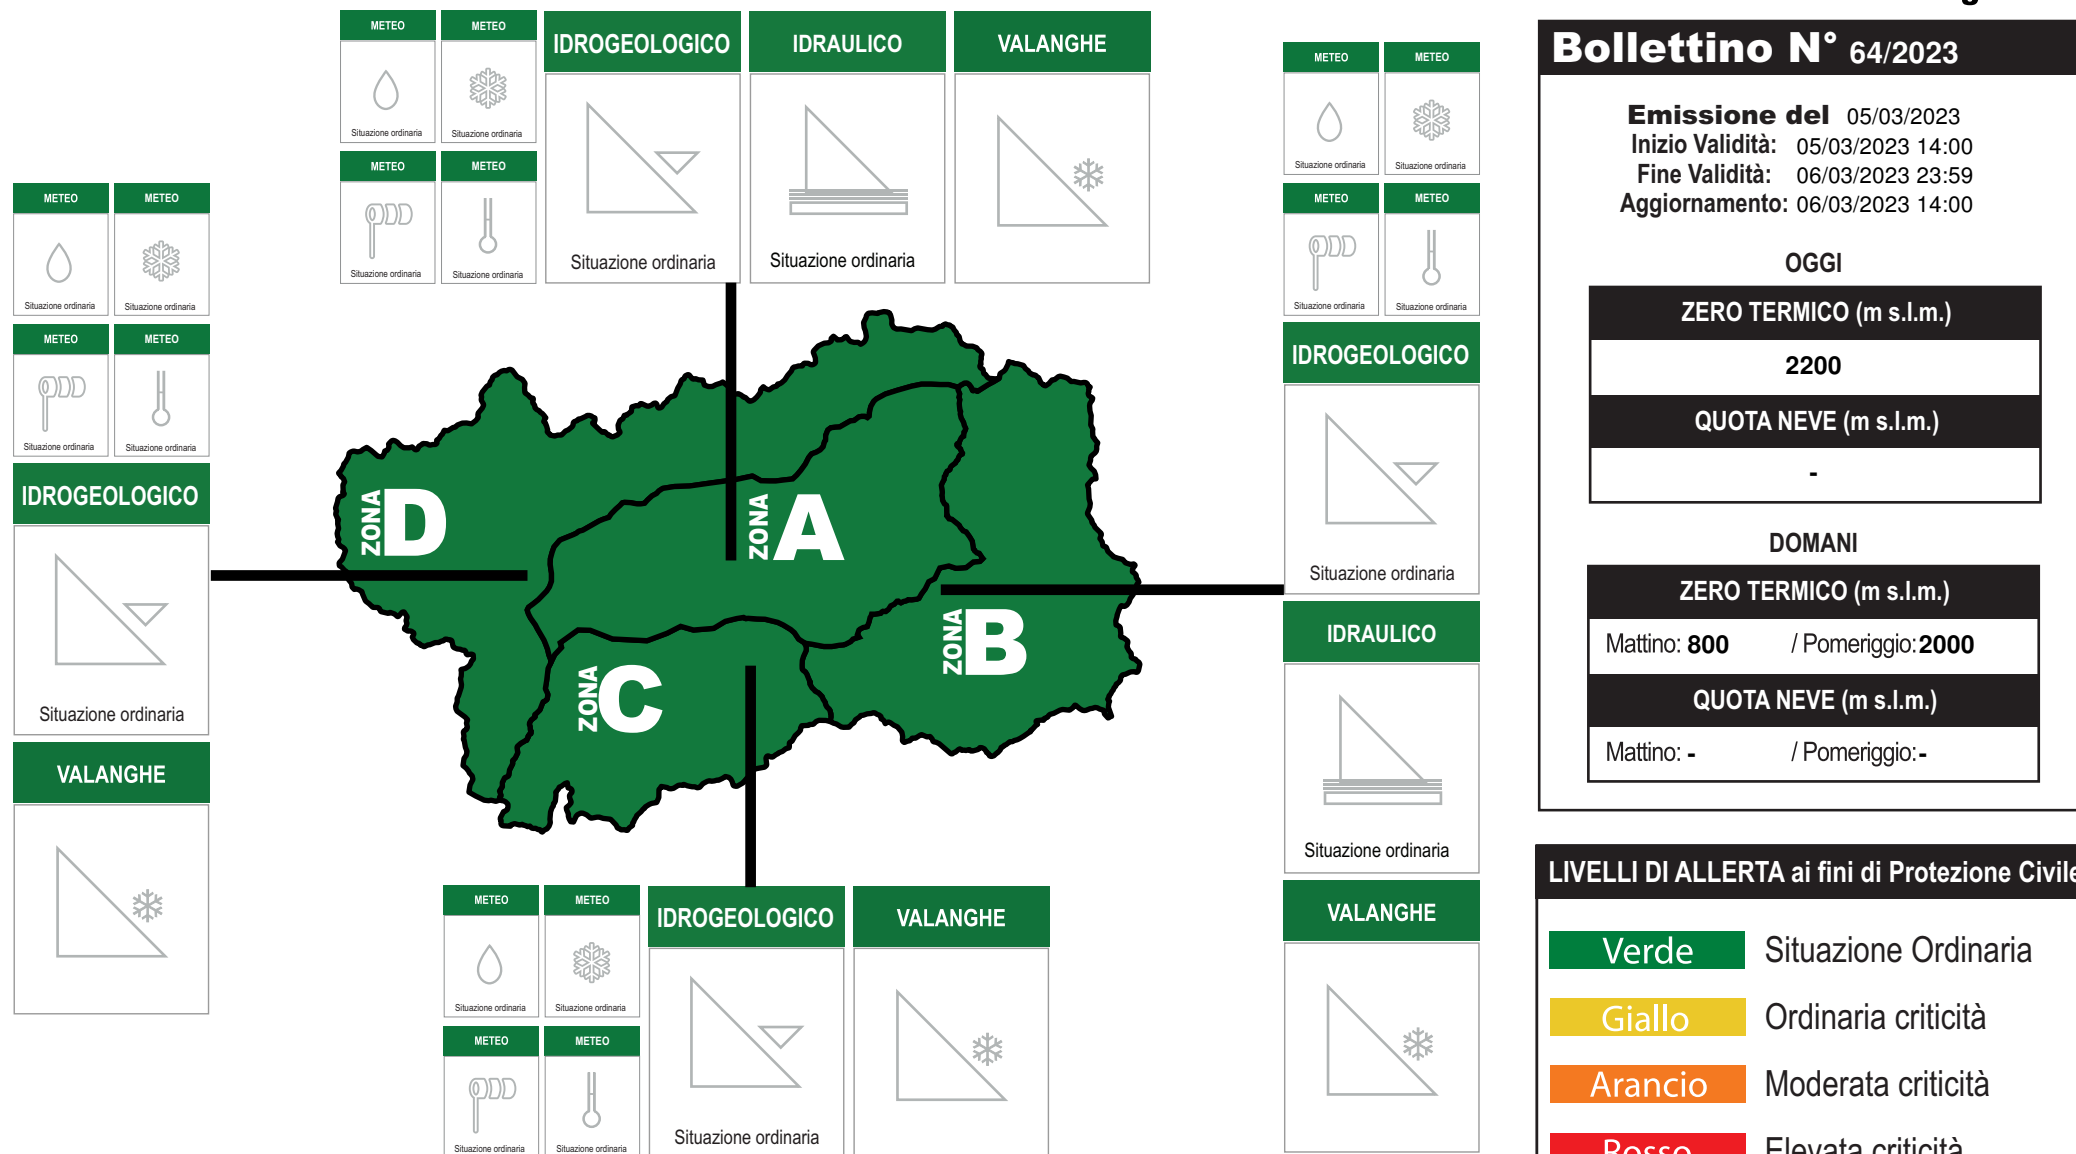 METEO METEO
Situazione ordinaria Situazione ordinaria
METEO METEO
Situazione ordinaria Situazione ordinaria
IDROGEOLOGICO
Situazione ordinaria
IDRAULICO
Situazione ordinaria
VALANGHE
METEO METEO
Situazione ordinaria Situazione ordinaria
METEO METEO
Situazione ordinaria Situazione ordinaria
IDROGEOLOGICO
Situazione ordinaria
VALANGHE
ZONA D
ZONA A
ZONA B
ZONA C
METEO METEO
Situazione ordinaria Situazione ordinaria
METEO METEO
Situazione ordinaria Situazione ordinaria
IDROGEOLOGICO
Situazione ordinaria
VALANGHE
METEO METEO
Situazione ordinaria Situazione ordinaria
METEO METEO
Situazione ordinaria Situazione ordinaria
IDROGEOLOGICO
Situazione ordinaria
IDRAULICO
Situazione ordinaria
VALANGHE
Bollettino N° 64/2023
Emissione del 05/03/2023
Inizio Validità: 05/03/2023 14:00
Fine Validità: 06/03/2023 23:59
Aggiornamento: 06/03/2023 14:00
OGGI
ZERO TERMICO (m s.l.m.)
2200
QUOTA NEVE (m s.l.m.)
-
DOMANI
ZERO TERMICO (m s.l.m.)
Mattino: 800 / Pomeriggio: 2000
QUOTA NEVE (m s.l.m.)
Mattino: - / Pomeriggio: -
LIVELLI DI ALLERTA ai fini di Protezione Civile
Verde Situazione Ordinaria
Giallo Ordinaria criticità
Arancio Moderata criticità
Rosso Elevata criticità